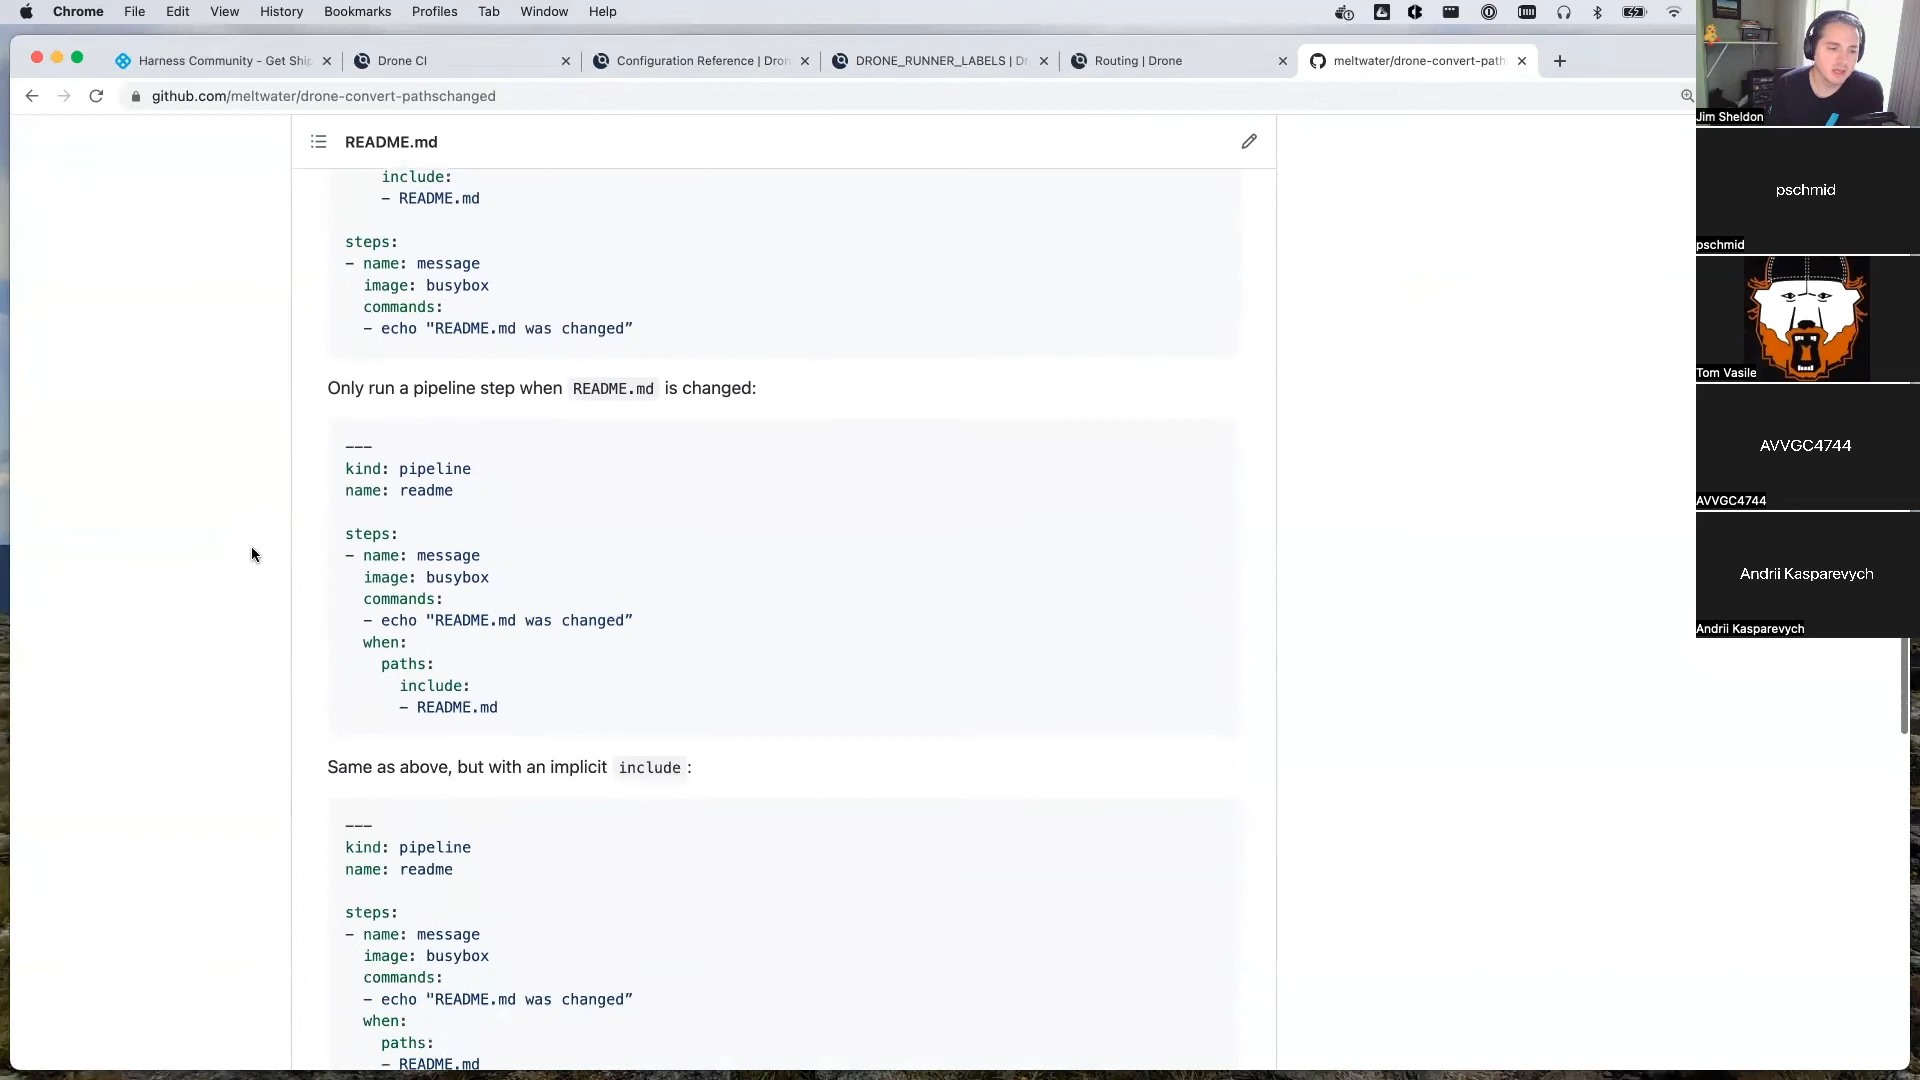 Chrome File Edit View History Bookmarks Profiles Tab Window Help
Harness Community - Get Ship
Drone CI
Configuration Reference | Dron
DRONE_RUNNER_LABELS | Dr
Routing | Drone
meltwater/drone-convert-path
github.com/meltwater/drone-convert-pathschanged
README.md
include:
- README.md
steps:
- name: message
image: busybox
commands:
- echo "README.md was changed”
Only run a pipeline step when README.md is changed:
---
kind: pipeline
name: readme
steps:
- name: message
image: busybox
commands:
- echo "README.md was changed”
when:
paths:
include:
- README.md
Same as above, but with an implicit include :
---
kind: pipeline
name: readme
steps:
- name: message
image: busybox
commands:
- echo "README.md was changed”
when:
paths:
- README.md
Jim Sheldon
pschmid
pschmid
Tom Vasile
AVVGC4744
AVVGC4744
Andrii Kasparevych
Andrii Kasparevych